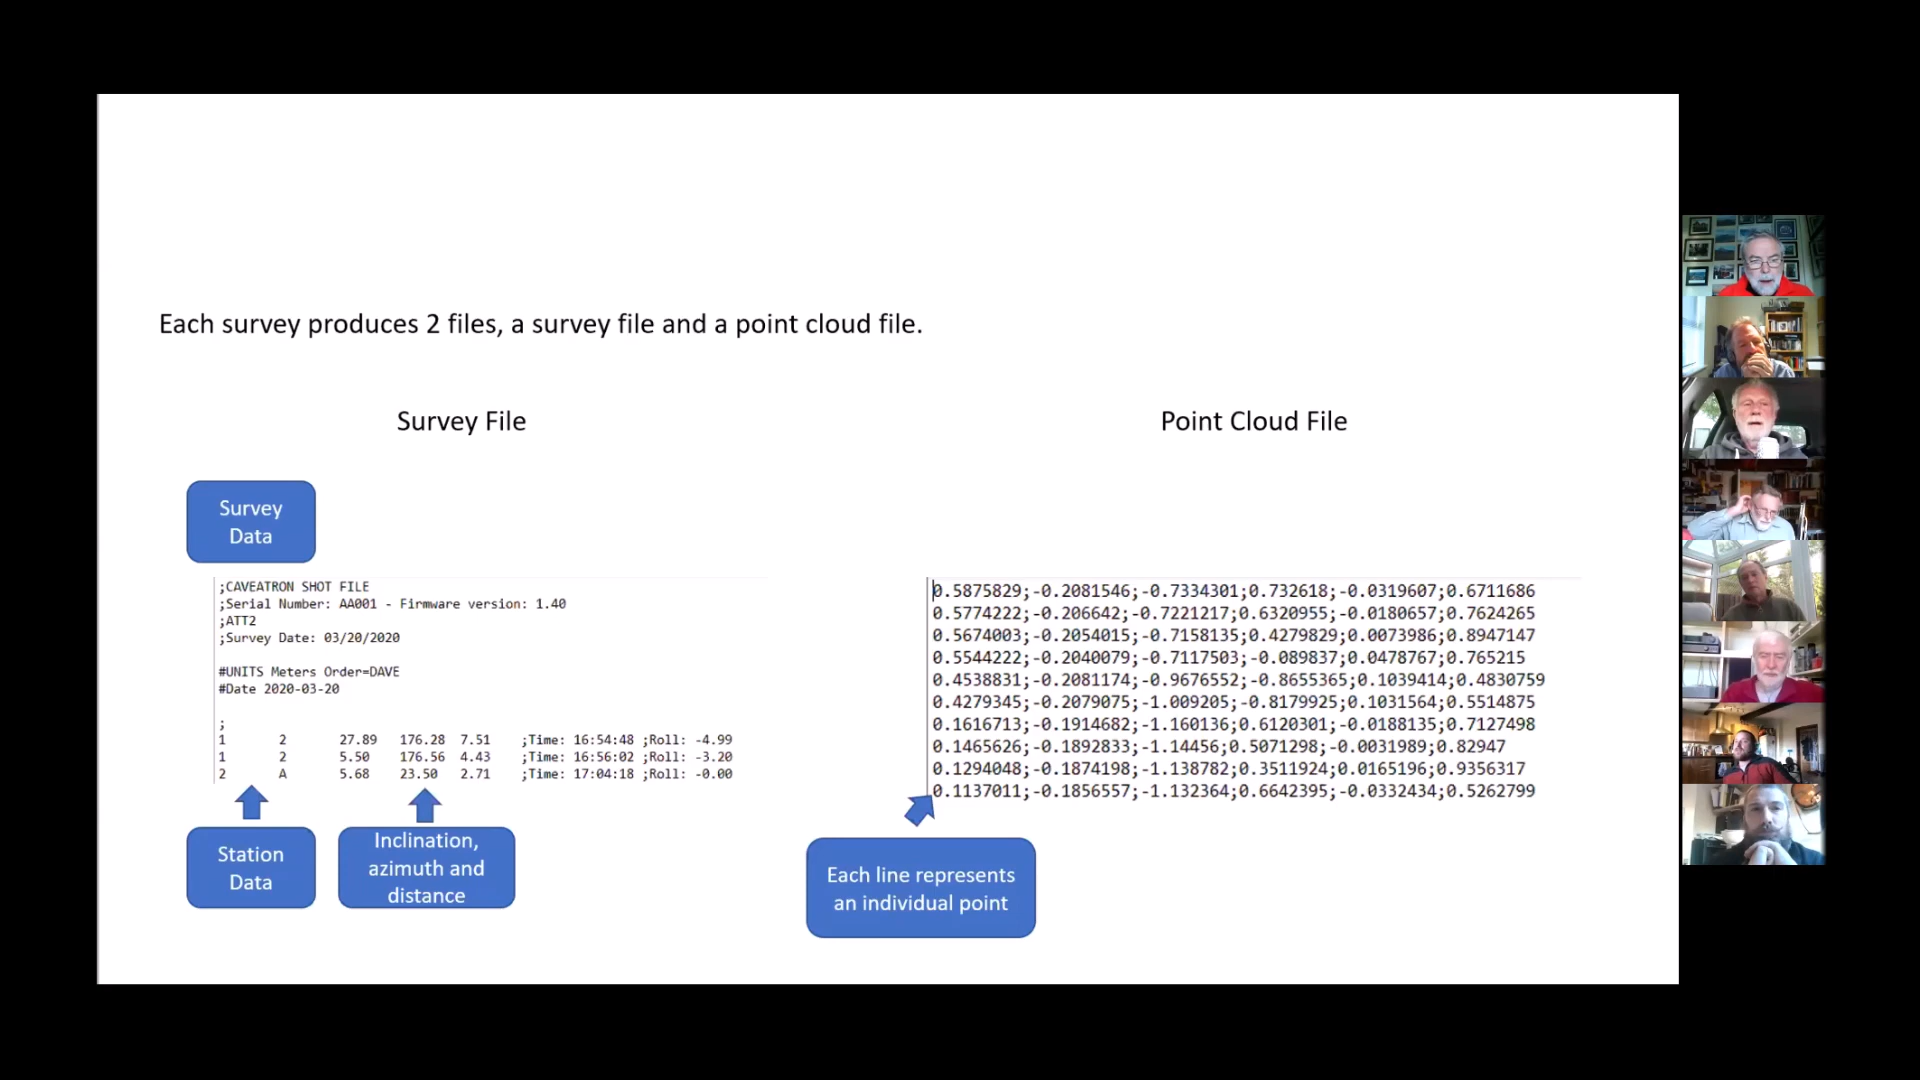 Each survey produces 2 files, a survey file and a point cloud file.
Survey File
Point Cloud File
Survey
Data
;CAVEATRON SHOT FILE
;Serial Number: AA001 - Firmware version: 1.40
;ATT2
;Survey Date: 03/20/2020
#UNITS Meters Order=DAVE
#Date 2020-03-20
;
1 2 27.89 176.28 7.51 ;Time: 16:54:48 ;Roll: -4.99
1 2 5.50 176.56 4.43 ;Time: 16:56:02 ;Roll: -3.20
2 A 5.68 23.50 2.71 ;Time: 17:04:18 ;Roll: -0.00
Station
Data
Inclination,
azimuth and
distance
0.5875829;-0.2081546;-0.7334301;0.732618;-0.0319607;0.6711686
0.5774222;-0.206642;-0.7221217;0.6320955;-0.0180657;0.7624265
0.5674003;-0.2054015;-0.7158135;0.4279829;0.0073986;0.8947147
0.5544222;-0.2040079;-0.7117503;-0.089837;0.0478767;0.765215
0.4538831;-0.2081174;-0.9676552;-0.8655365;0.1039414;0.4830759
0.4279345;-0.2079075;-1.009205;-0.8179925;0.1031564;0.5514875
0.1616713;-0.1914682;-1.160136;0.6120301;-0.0188135;0.7127498
0.1465626;-0.1892833;-1.14456;0.5071298;-0.0031989;0.82947
0.1294048;-0.1874198;-1.138782;0.3511924;0.0165196;0.9356317
0.1137011;-0.1856557;-1.132364;0.6642395;-0.0332434;0.5262799
Each line represents
an individual point